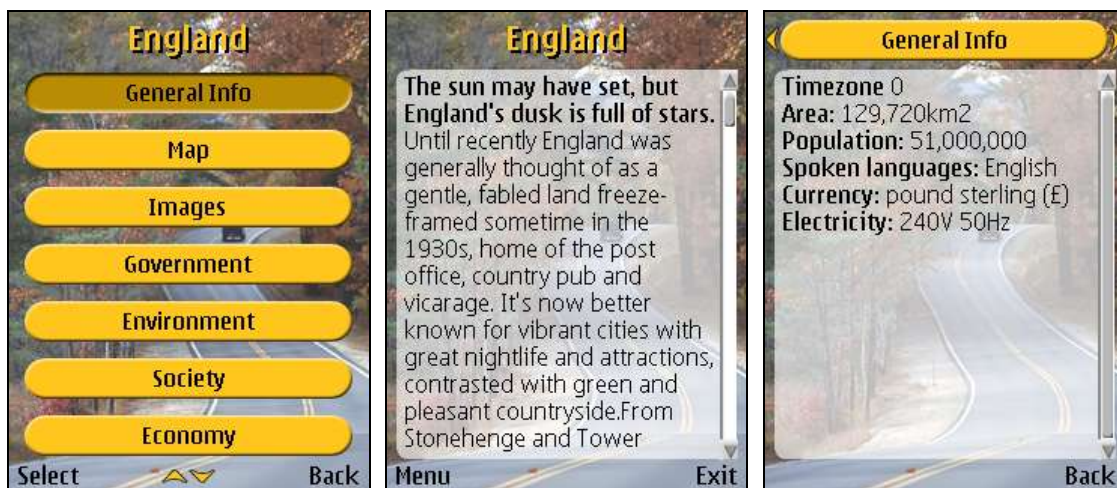 England
General Info
Map
Images
Government
Environment
Society
Economy
Select
Back
England
The sun may have set, but
England's dusk is full of stars.
Until recently England was
generally thought of as a
gentle, fabled land freeze-
framed sometime in the
1930s, home of the post
office, country pub and
vicarage. It's now better
known for vibrant cities with
great nightlife and attractions,
contrasted with green and
pleasant countryside.From
Stonehenge and Tower
Menu
Exit
General Info
Timezone 0
Area: 129,720km2
Population: 51,000,000
Spoken languages: English
Currency: pound sterling (£)
Electricity: 240V 50Hz
Back